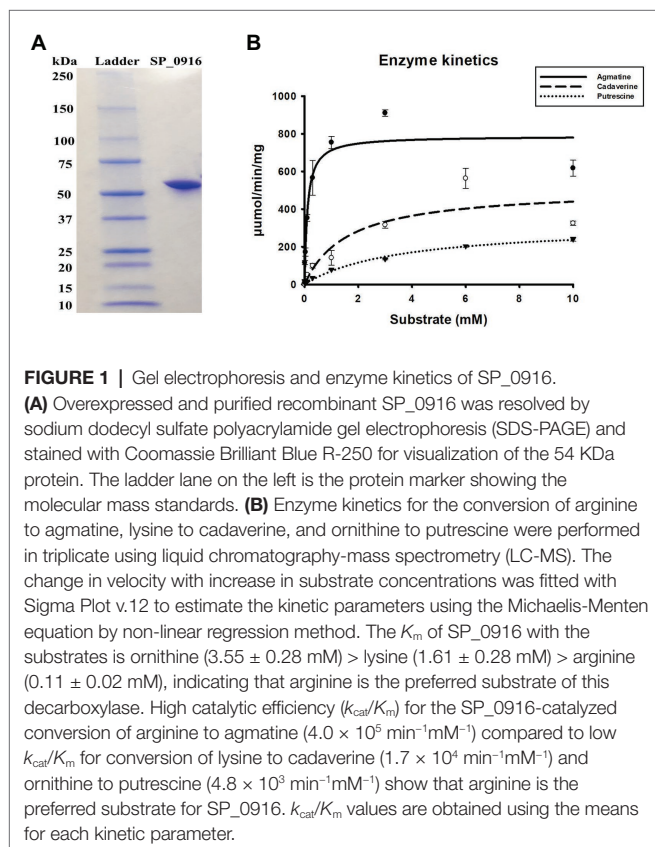 A
kDa Ladder SP_0916
250
150
100
75
50
37
25
20
15
10
B
Enzyme kinetics
Agmatine
Cadaverine
Putrescine
1000
800
600
400
200
0
µmol/min/mg
0 2 4 6 8 10
Substrate (mM)
FIGURE 1 | Gel electrophoresis and enzyme kinetics of SP_0916.
(A) Overexpressed and purified recombinant SP_0916 was resolved by
sodium dodecyl sulfate polyacrylamide gel electrophoresis (SDS-PAGE) and
stained with Coomassie Brilliant Blue R-250 for visualization of the 54 KDa
protein. The ladder lane on the left is the protein marker showing the
molecular mass standards. (B) Enzyme kinetics for the conversion of arginine
to agmatine, lysine to cadaverine, and ornithine to putrescine were performed
in triplicate using liquid chromatography-mass spectrometry (LC-MS). The
change in velocity with increase in substrate concentrations was fitted with
Sigma Plot v.12 to estimate the kinetic parameters using the Michaelis-Menten
equation by non-linear regression method. The Km of SP_0916 with the
substrates is ornithine (3.55 ± 0.28 mM) > lysine (1.61 ± 0.28 mM) > arginine
(0.11 ± 0.02 mM), indicating that arginine is the preferred substrate of this
decarboxylase. High catalytic efficiency (kcat/Km) for the SP_0916-catalyzed
conversion of arginine to agmatine (4.0 × 10⁵ min⁻¹mM⁻¹) compared to low
kcat/Km for conversion of lysine to cadaverine (1.7 × 10⁴ min⁻¹mM⁻¹) and
ornithine to putrescine (4.8 × 10³ min⁻¹mM⁻¹) show that arginine is the
preferred substrate for SP_0916. kcat/Km values are obtained using the means
for each kinetic parameter.